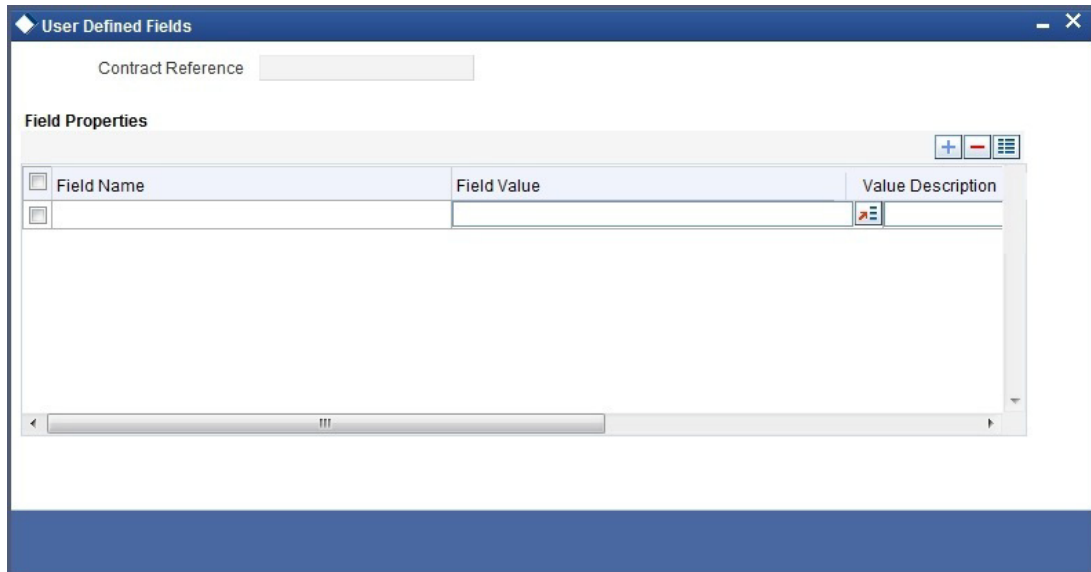 User Defined Fields
Contract Reference
Field Properties
Field Name Field Value Value Description